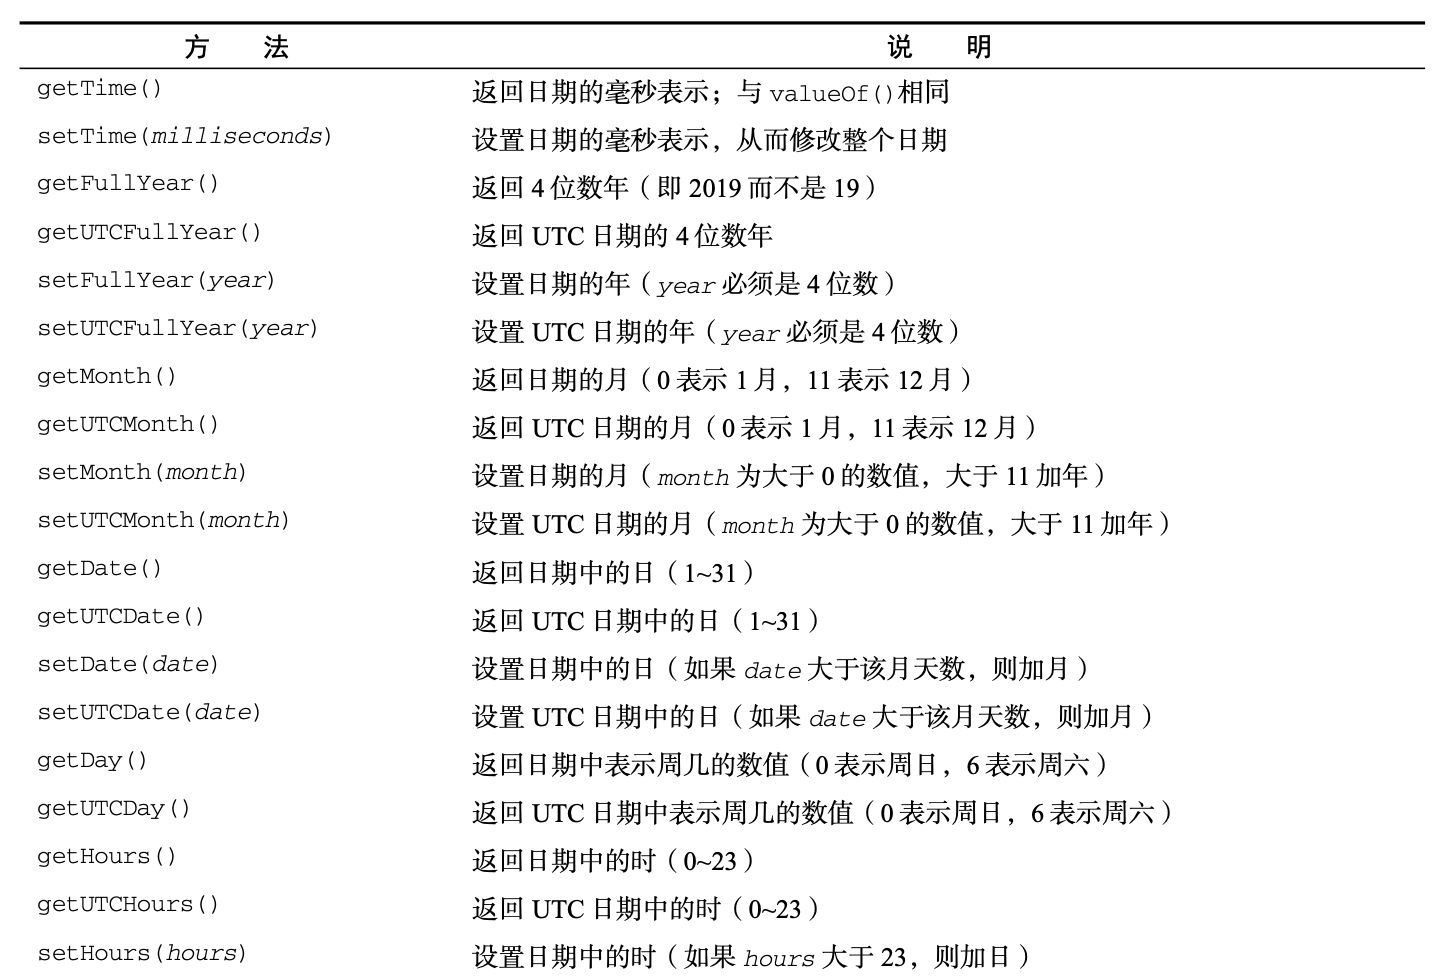 方 法 说 明
getTime() 返回日期的毫秒表示；与 valueOf()相同
setTime(milliseconds) 设置日期的毫秒表示，从而修改整个日期
getFullYear() 返回 4 位数年（即 2019 而不是 19）
getUTCFullYear() 返回 UTC 日期的 4 位数年
setFullYear(year) 设置日期的年（year 必须是 4 位数）
setUTCFullYear(year) 设置 UTC 日期的年（year 必须是 4 位数）
getMonth() 返回日期的月（0 表示 1 月，11 表示 12 月）
getUTCMonth() 返回 UTC 日期的月（0 表示 1 月，11 表示 12 月）
setMonth(month) 设置日期的月（month 为大于 0 的数值，大于 11 加年）
setUTCMonth(month) 设置 UTC 日期的月（month 为大于 0 的数值，大于 11 加年）
getDate() 返回日期中的日（1~31）
getUTCDate() 返回 UTC 日期中的日（1~31）
setDate(date) 设置日期中的日（如果 date 大于该月天数，则加月）
setUTCDate(date) 设置 UTC 日期中的日（如果 date 大于该月天数，则加月）
getDay() 返回日期中表示周几的数值（0 表示周日，6 表示周六）
getUTCDay() 返回 UTC 日期中表示周几的数值（0 表示周日，6 表示周六）
getHours() 返回日期中的时（0~23）
getUTCHours() 返回 UTC 日期中的时（0~23）
setHours(hours) 设置日期中的时（如果 hours 大于 23，则加日）